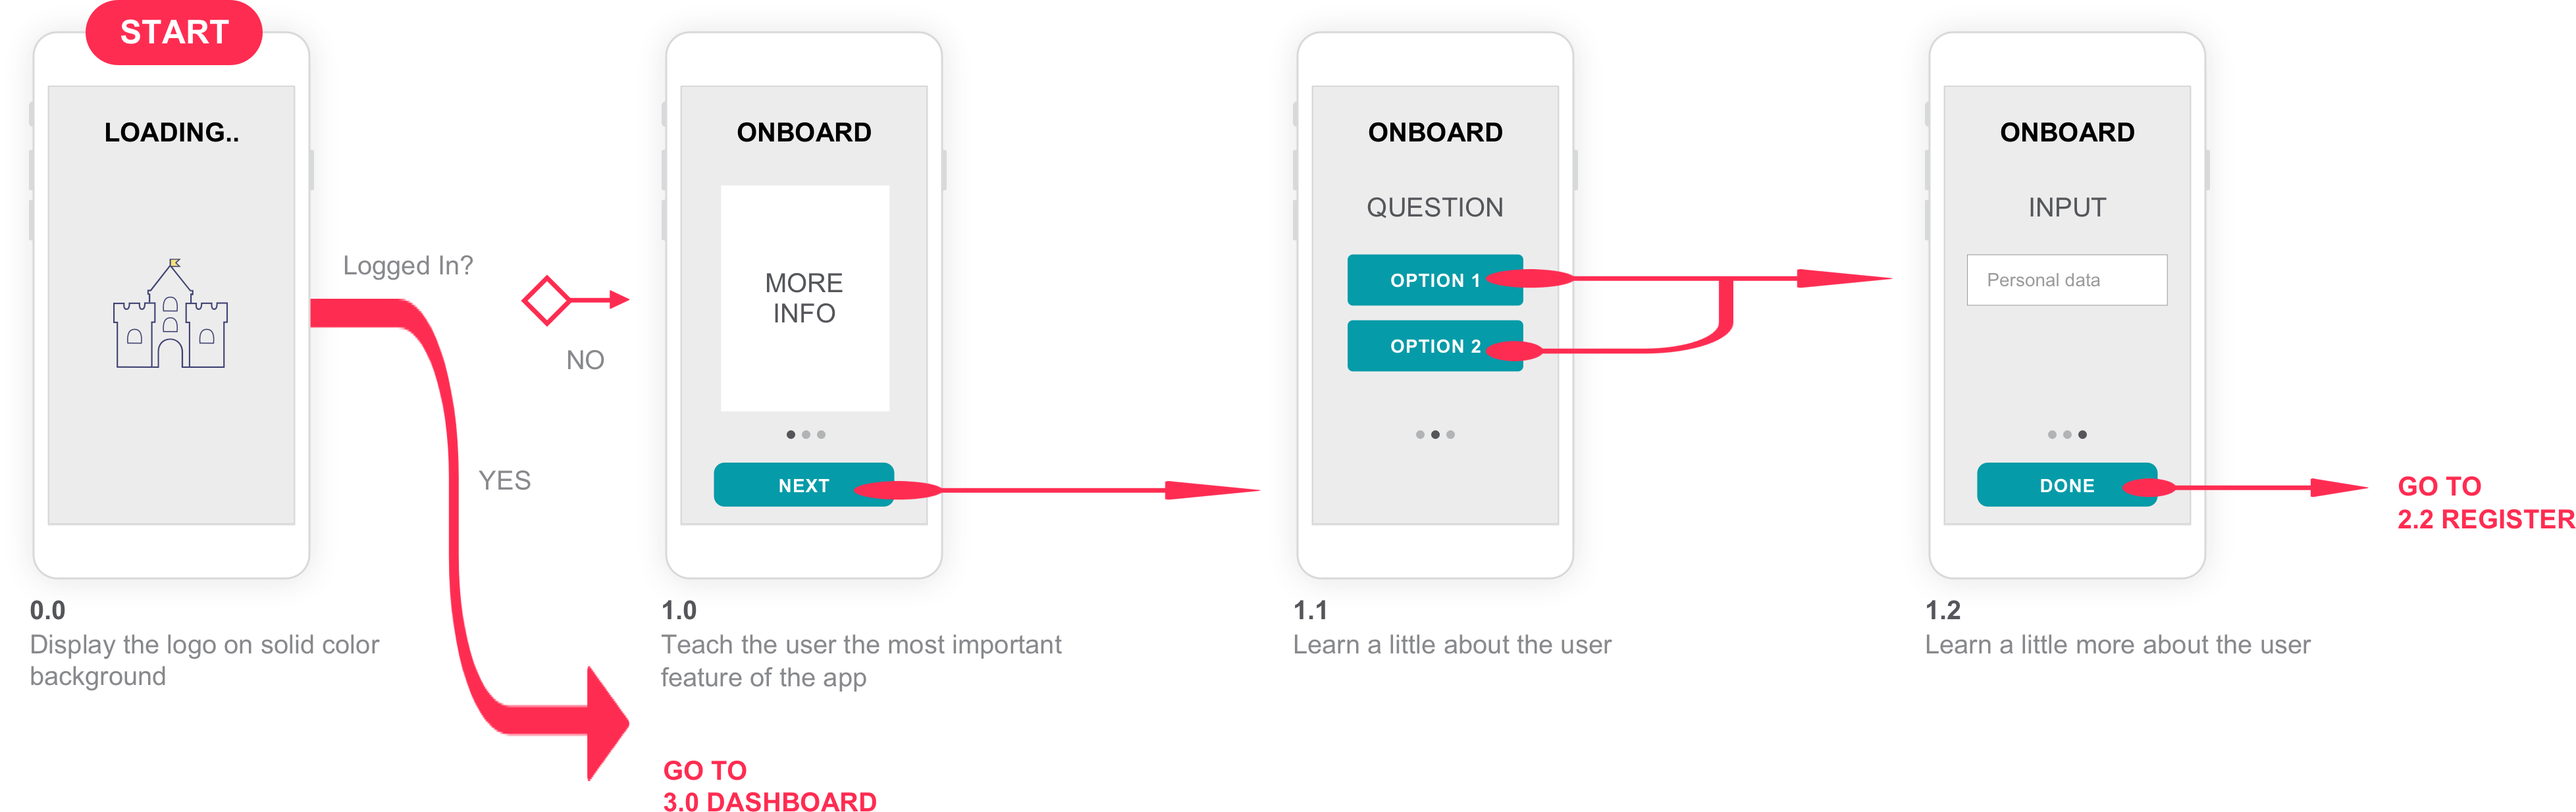 START
LOADING..
Logged In?
NO
YES
0.0
Display the logo on solid color
background
GO TO
3.0 DASHBOARD
ONBOARD
MORE
INFO
NEXT
1.0
Teach the user the most important
feature of the app
ONBOARD
QUESTION
OPTION 1
OPTION 2
1.1
Learn a little about the user
ONBOARD
INPUT
Personal data
DONE
1.2
Learn a little more about the user
GO TO
2.2 REGISTER